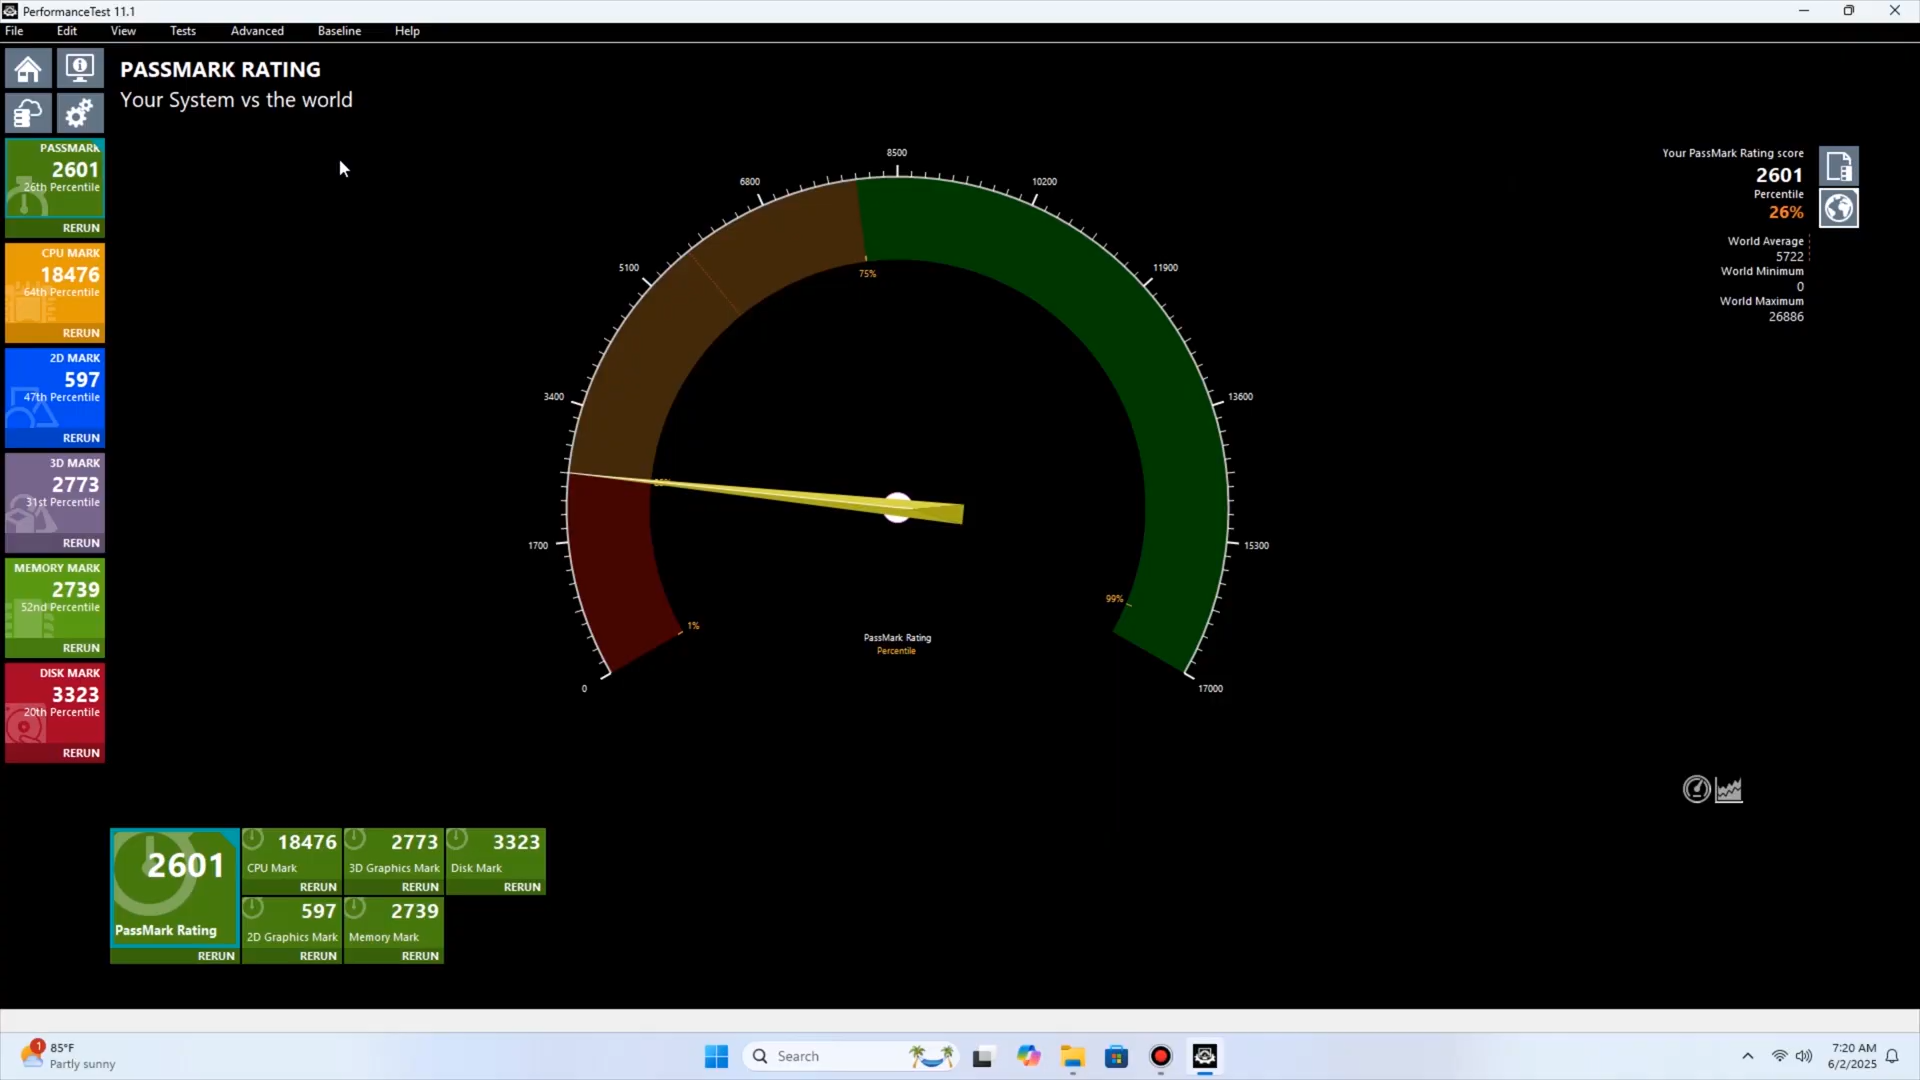 PerformanceTest 11.1
File Edit View Tests Advanced Baseline Help
PASSMARK RATING
Your System vs the world
PASSMARK
2601
26th Percentile
RERUN
CPU MARK
18476
64th Percentile
RERUN
2D MARK
597
47th Percentile
RERUN
3D MARK
2773
31st Percentile
RERUN
MEMORY MARK
2739
52nd Percentile
RERUN
DISK MARK
3323
20th Percentile
RERUN
0
1700
3400
5100
6800
8500
10200
11900
13600
15300
17000
1%
75%
99%
PassMark Rating
Percentile
Your PassMark Rating score
2601
Percentile
26%
World Average
5722
World Minimum
0
World Maximum
26886
2601
PassMark Rating
RERUN
18476
CPU Mark
RERUN
2773
3D Graphics Mark
RERUN
3323
Disk Mark
RERUN
597
2D Graphics Mark
RERUN
2739
Memory Mark
RERUN
1
85°F
Partly sunny
Search
7:20 AM
6/2/2025